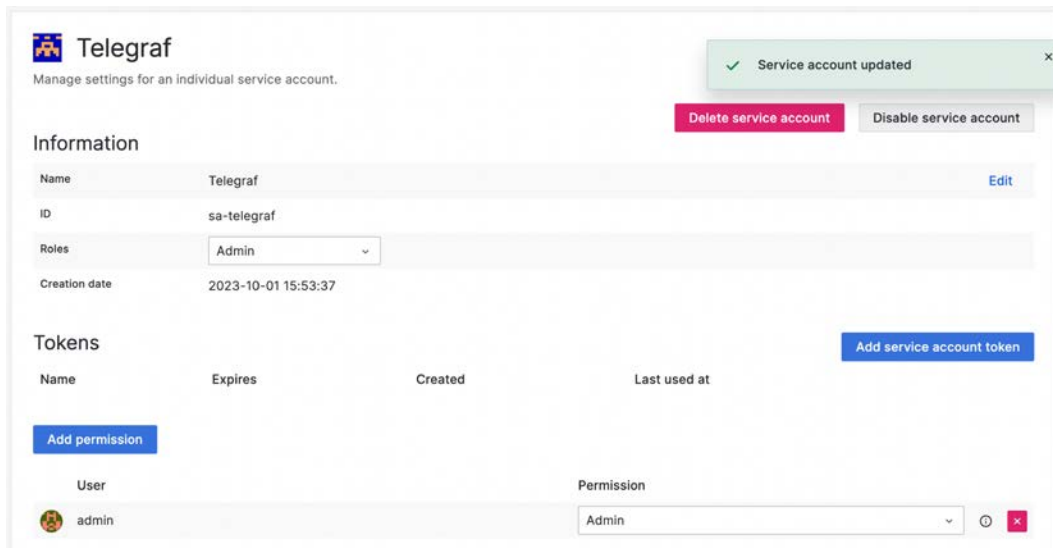 Telegraf
Manage settings for an individual service account.
Service account updated
Delete service account
Disable service account
Information
Name Telegraf Edit
ID sa-telegraf
Roles Admin
Creation date 2023-10-01 15:53:37
Tokens
Add service account token
Name Expires Created Last used at
Add permission
User Permission
admin Admin